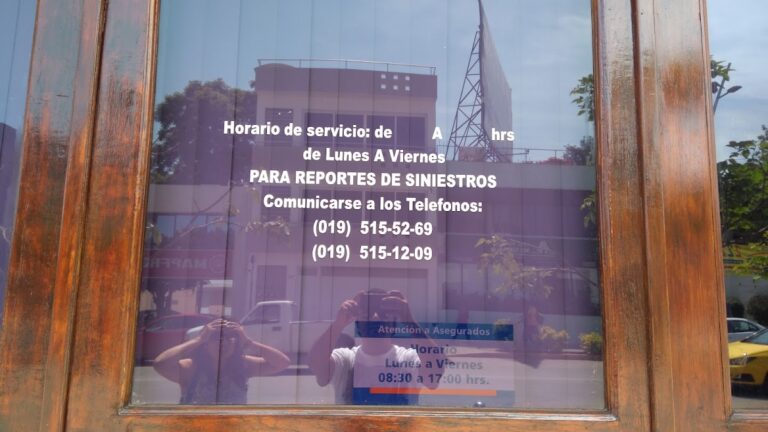 Horario de servicio: de A hrs
de Lunes A Viernes
PARA REPORTES DE SINIESTROS
Comunicarse a los Telefonos:
(019) 515-52-69
(019) 515-12-09
MAPFRE
Atención a Asegurados
Horario
Lunes a Viernes
08:30 a 17:00 hrs.